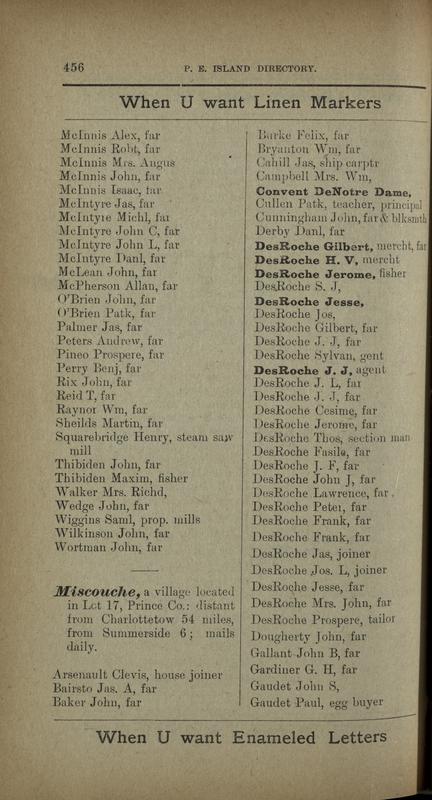 456
P. E. ISLAND DIRECTORY.
When U want Linen Markers
McInnis Alex, far
McInnis Robt, far
McInnis Mrs. Angus
McInnis John, far
McInnis Isaac, far
McIntyre Jas, far
McIntyre Michl, far
McIntyre John C, far
McIntyre John L, far
McIntyre Danl, far
McLean John, far
McPherson Allan, far
O'Brien John, far
O'Brien Patk, far
Palmer Jas, far
Peters Andrew, far
Pineo Prospere, far
Perry Benj, far
Rix John, far
Reid T, far
Raynor Wm, far
Sheilds Martin, far
Squarebridge Henry, steam saw
mill
Thibiden John, far
Thibiden Maxim, fisher
Walker Mrs. Richd,
Wedge John, far
Wiggins Saml, prop. mills
Wilkinson John, far
Wortman John, far
Miscouche, a village located
in Lot 17, Prince Co.: distant
from Charlottetow 54 miles,
from Summerside 6; mails
daily.
Arsenault Clevis, house joiner
Bairsto Jas. A, far
Baker John, far
Burke Felix, far
Bryanton Wm, far
Cahill Jas, ship carptr
Campbell Mrs. Wm,
Convent DeNotre Dame,
Cullen Patk, teacher, principal
Cunningham John, far & blksmth
Derby Danl, far
DesRoche Gilbert, mercht, far
DesRoche H. V, mercht
DesRoche Jerome, fisher
DesRoche S. J,
DesRoche Jesse,
DesRoche Jos,
DesRoche Gilbert, far
DesRoche J. J, far
DesRoche Sylvan, gent
DesRoche J. J, agent
DesRoche J. L, far
DesRoche J. J, far
DesRoche Cesime, far
DesRoche Jerome, far
DesRoche Thos, section man
DesRoche Fasile, far
DesRoche J. F, far
DesRoche John J, far
DesRoche Lawrence, far
DesRoche Peter, far
DesRoche Frank, far
DesRoche Frank, far
DesRoche Jas, joiner
DesRoche Jos. L, joiner
DesRoche Jesse, far
DesRoche Mrs. John, far
DesRoche Prospere, tailor
Dougherty John, far
Gallant John B, far
Gardiner G. H, far
Gaudet John S,
Gaudet Paul, egg buyer
When U want Enameled Letters